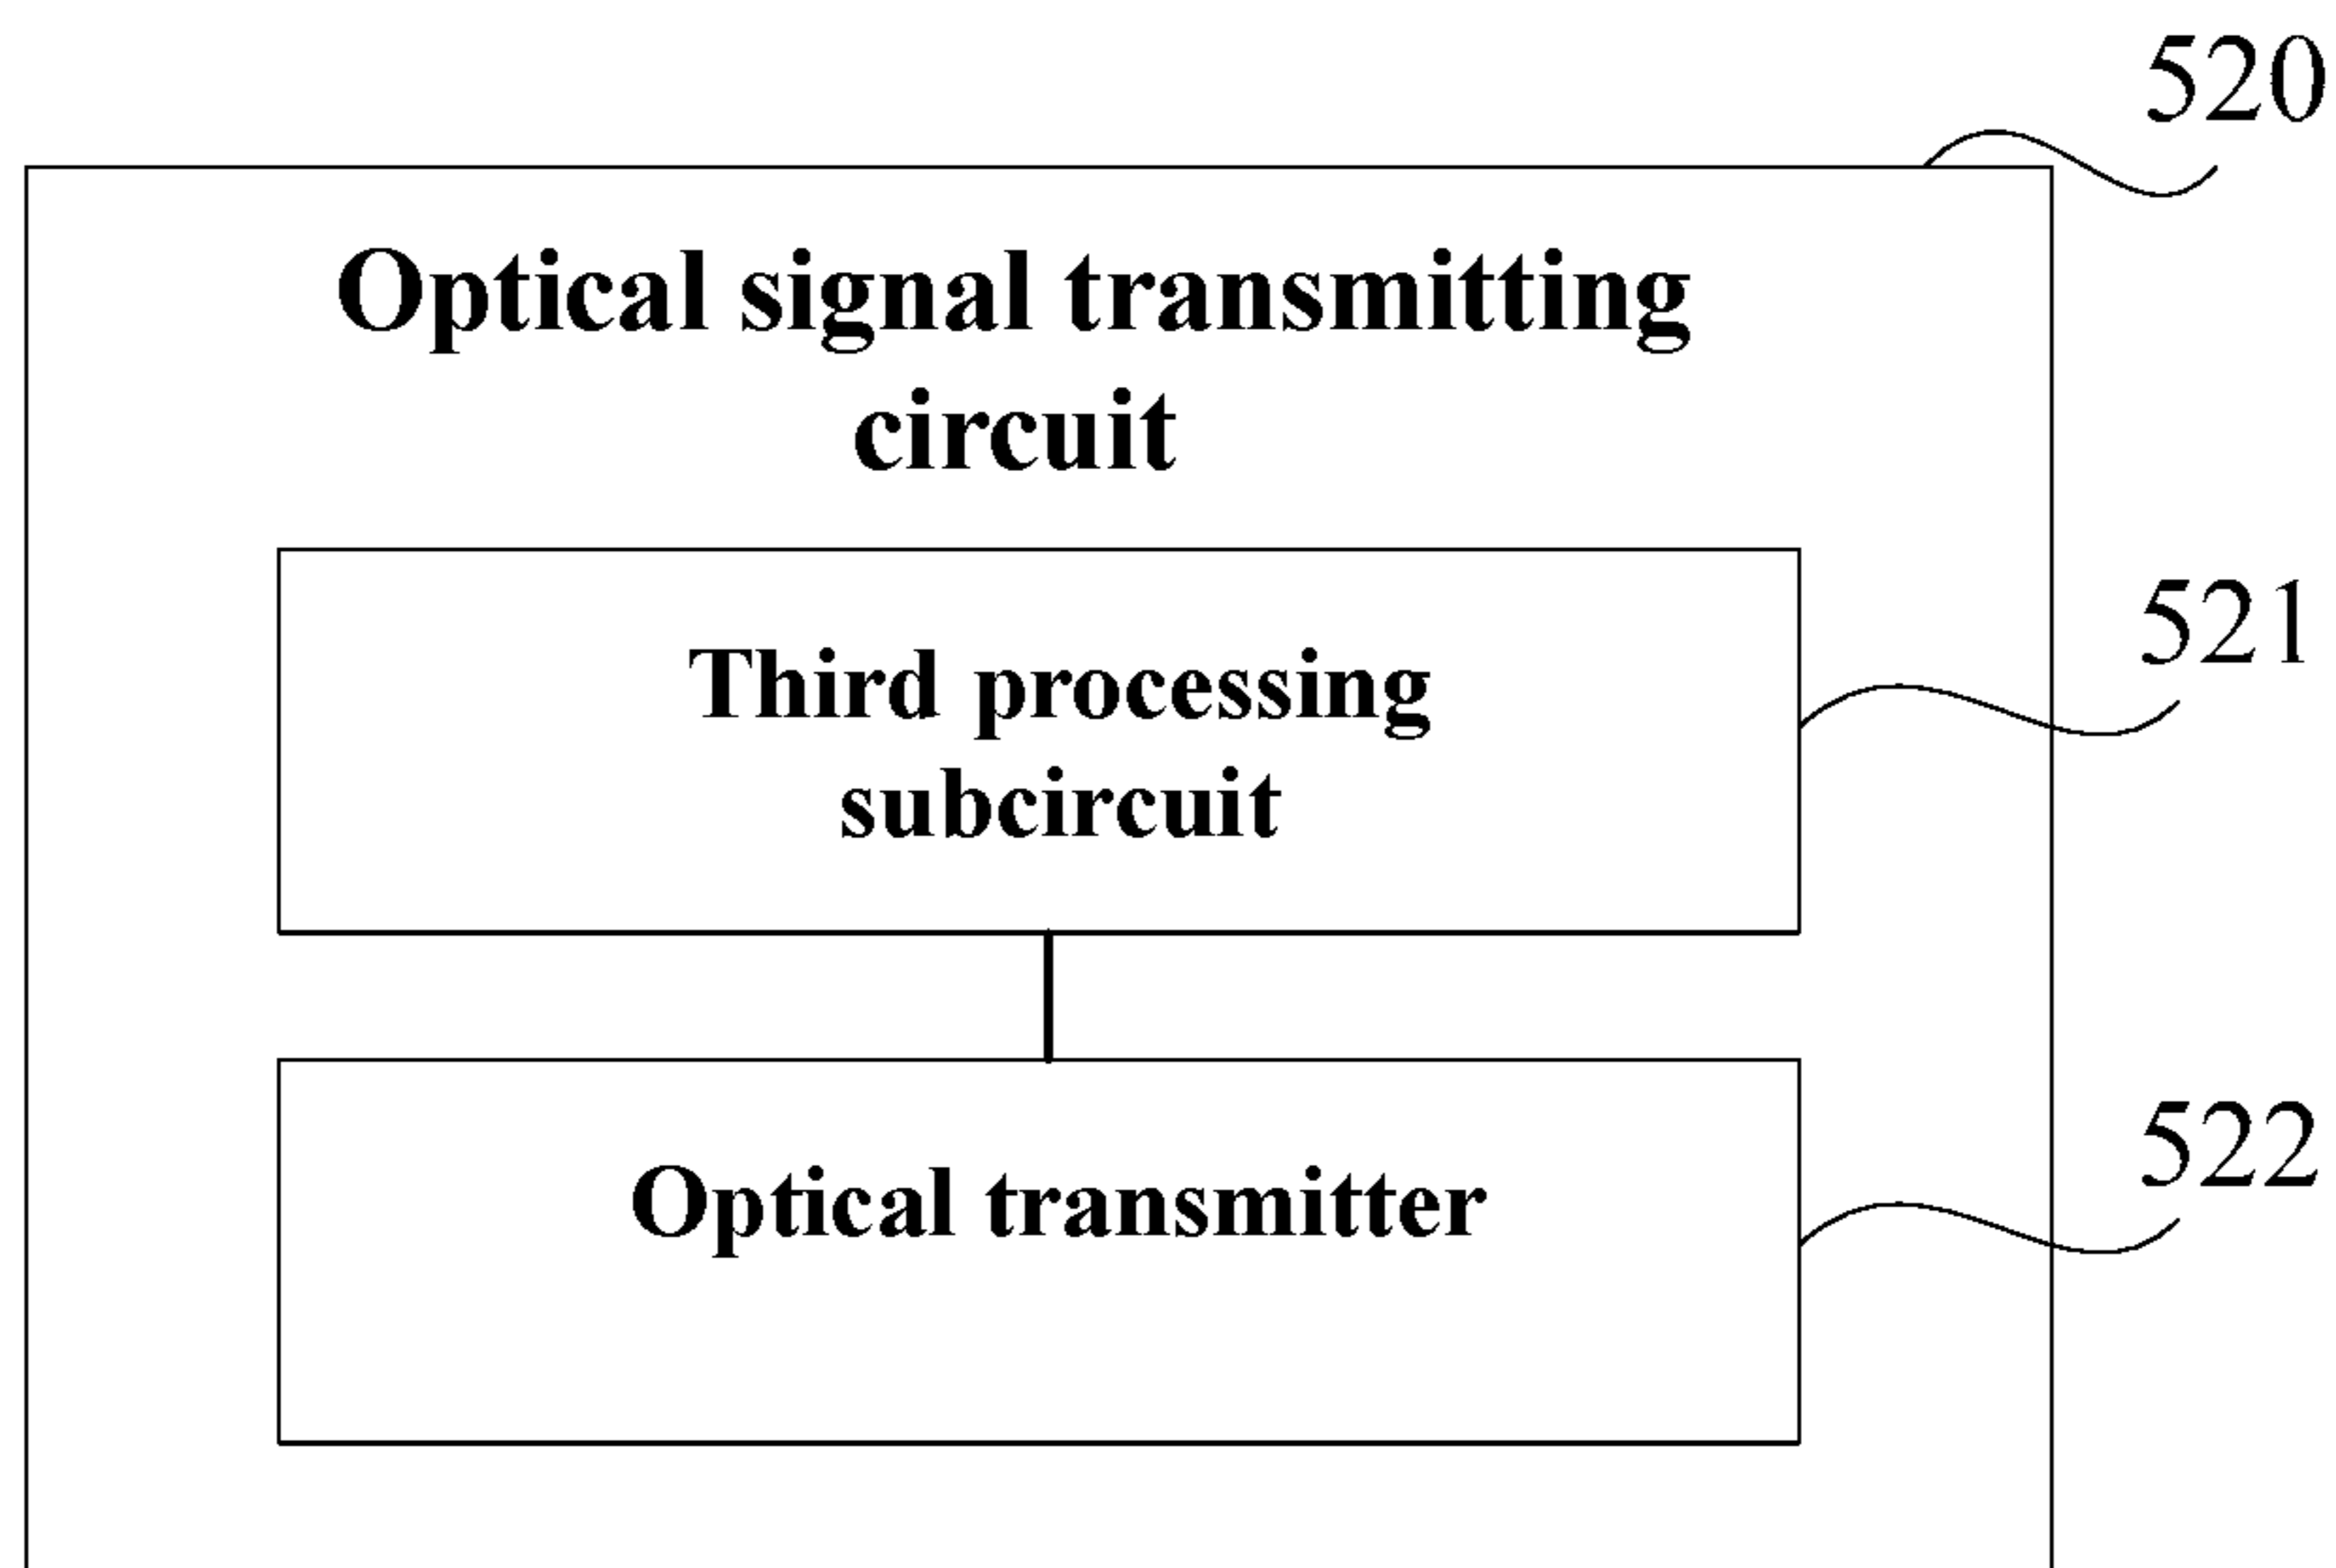 520
Optical signal transmitting
circuit
521
Third processing
subcircuit
522
Optical transmitter